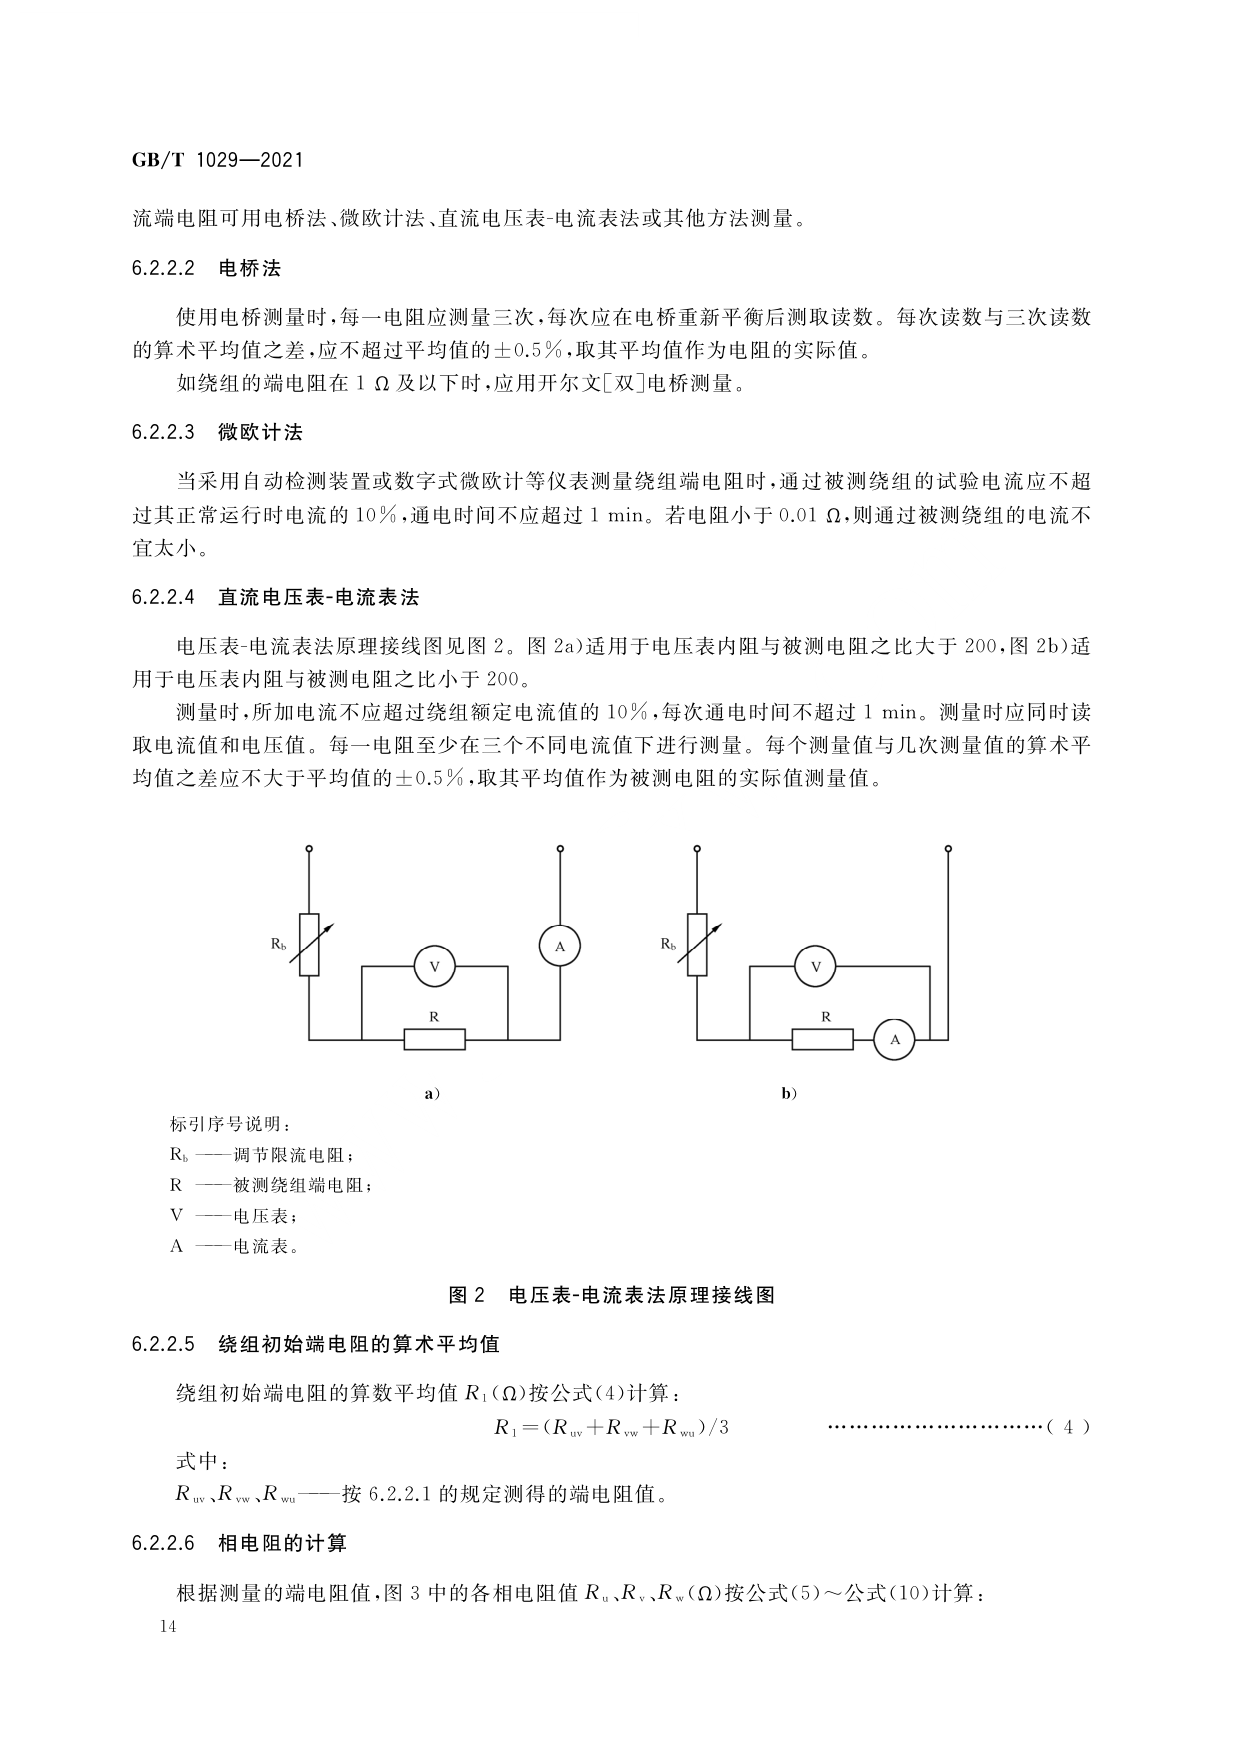 GB/T 1029—2021
流端电阻可用电桥法、微欧计法、直流电压表-电流表法或其他方法测量。
6.2.2.2 电桥法
使用电桥测量时,每一电阻应测量三次,每次应在电桥重新平衡后测取读数。每次读数与三次读数
的算术平均值之差,应不超过平均值的±0.5%,取其平均值作为电阻的实际值。
如绕组的端电阻在 1 Ω 及以下时,应用开尔文[双]电桥测量。
6.2.2.3 微欧计法
当采用自动检测装置或数字式微欧计等仪表测量绕组端电阻时,通过被测绕组的试验电流应不超
过其正常运行时电流的 10%,通电时间不应超过 1 min。若电阻小于 0.01 Ω,则通过被测绕组的电流不
宜太小。
6.2.2.4 直流电压表-电流表法
电压表-电流表法原理接线图见图 2。图 2a)适用于电压表内阻与被测电阻之比大于 200,图 2b)适
用于电压表内阻与被测电阻之比小于 200。
测量时,所加电流不应超过绕组额定电流值的 10%,每次通电时间不超过 1 min。测量时应同时读
取电流值和电压值。每一电阻至少在三个不同电流值下进行测量。每个测量值与几次测量值的算术平
均值之差应不大于平均值的±0.5%,取其平均值作为被测电阻的实际值测量值。
Rb
V
R
A
a)
Rb
V
R
A
b)
标引序号说明:
Rb ——调节限流电阻;
R ——被测绕组端电阻;
V ——电压表;
A ——电流表。
图 2 电压表-电流表法原理接线图
6.2.2.5 绕组初始端电阻的算术平均值
绕组初始端电阻的算数平均值 R1(Ω)按公式(4)计算:
R1=(Ruv+Rvw+Rwu)/3 …………………………( 4 )
式中:
Ruv、Rvw、Rwu——按 6.2.2.1 的规定测得的端电阻值。
6.2.2.6 相电阻的计算
根据测量的端电阻值,图 3 中的各相电阻值 Ru、Rv、Rw(Ω)按公式(5)～公式(10)计算:
14